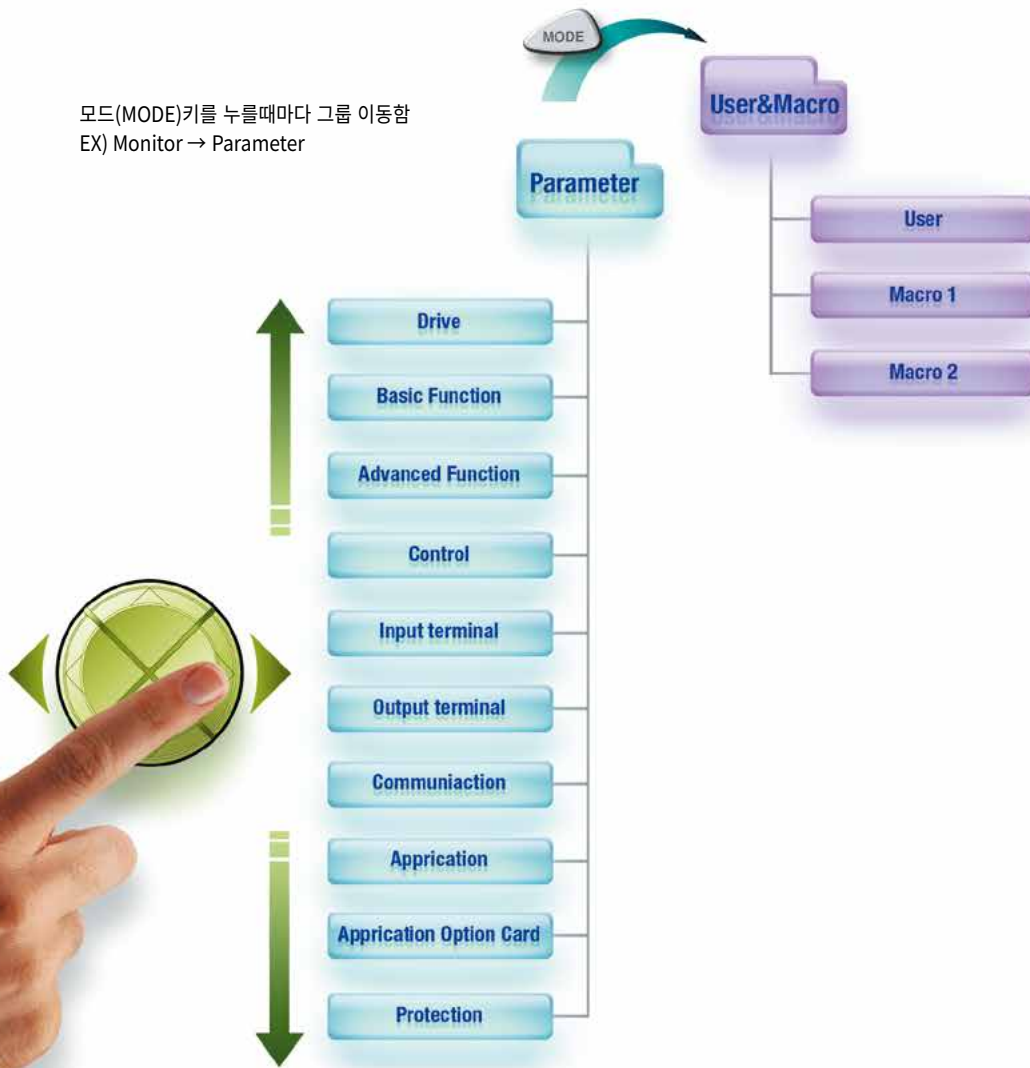 MODE
모드(MODE)키를 누를때마다 그룹 이동함
EX) Monitor → Parameter
User&Macro
Parameter
User
Macro 1
Macro 2
Drive
Basic Function
Advanced Function
Control
Input terminal
Output terminal
Communiaction
Apprication
Apprication Option Card
Protection